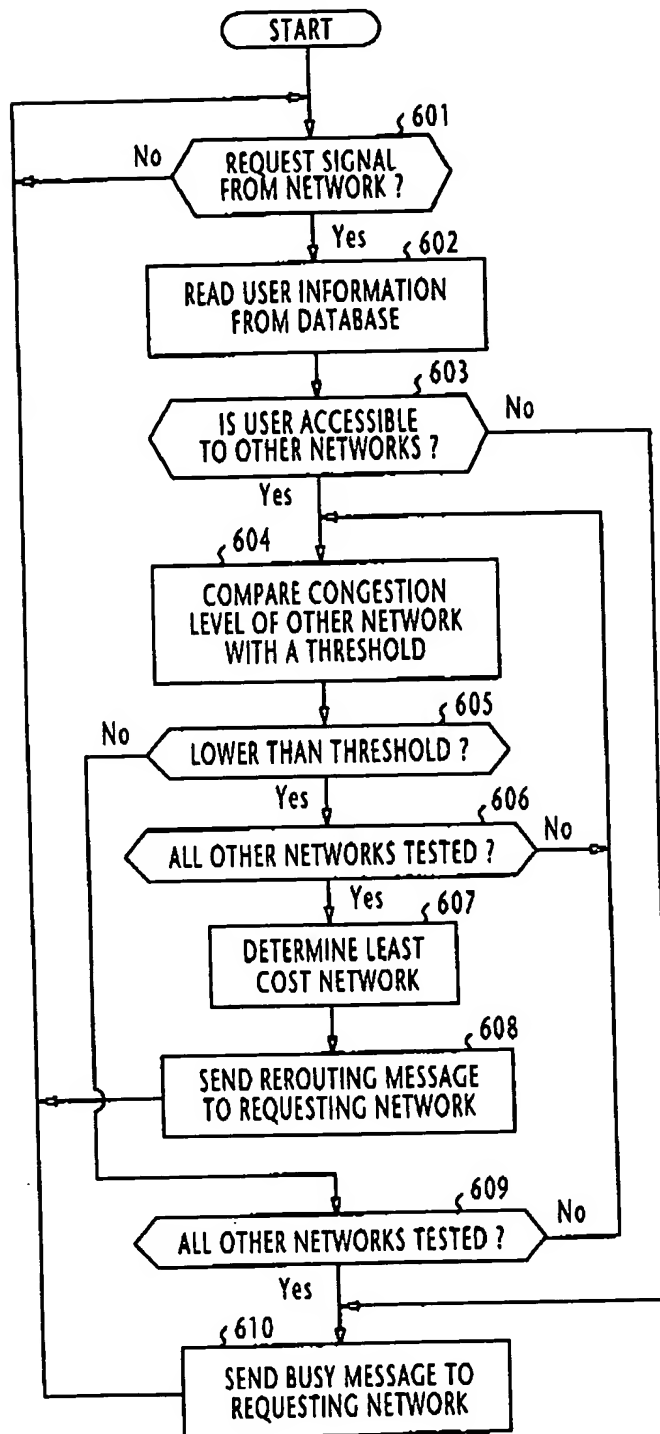 START
601
No
REQUEST SIGNAL
FROM NETWORK ?
Yes
602
READ USER INFORMATION
FROM DATABASE
603
IS USER ACCESSIBLE
TO OTHER NETWORKS ?
No
Yes
604
COMPARE CONGESTION
LEVEL OF OTHER NETWORK
WITH A THRESHOLD
605
No
LOWER THAN THRESHOLD ?
Yes
606
ALL OTHER NETWORKS TESTED ?
No
Yes
607
DETERMINE LEAST
COST NETWORK
608
SEND REROUTING MESSAGE
TO REQUESTING NETWORK
609
ALL OTHER NETWORKS TESTED ?
No
Yes
610
SEND BUSY MESSAGE TO
REQUESTING NETWORK